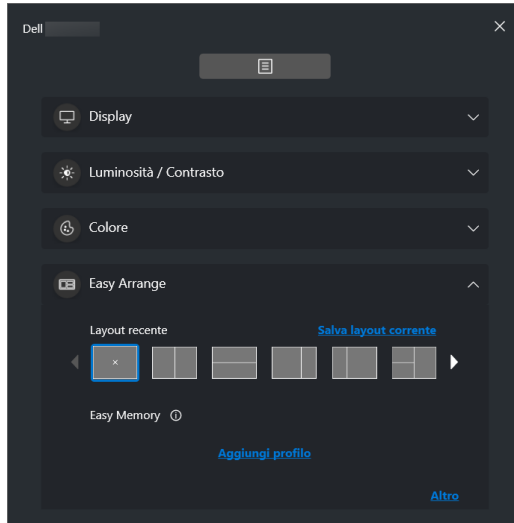 Dell
Display
Luminosità / Contrasto
Colore
Easy Arrange
Layout recente
Salva layout corrente
Easy Memory
Aggiungi profilo
Altro